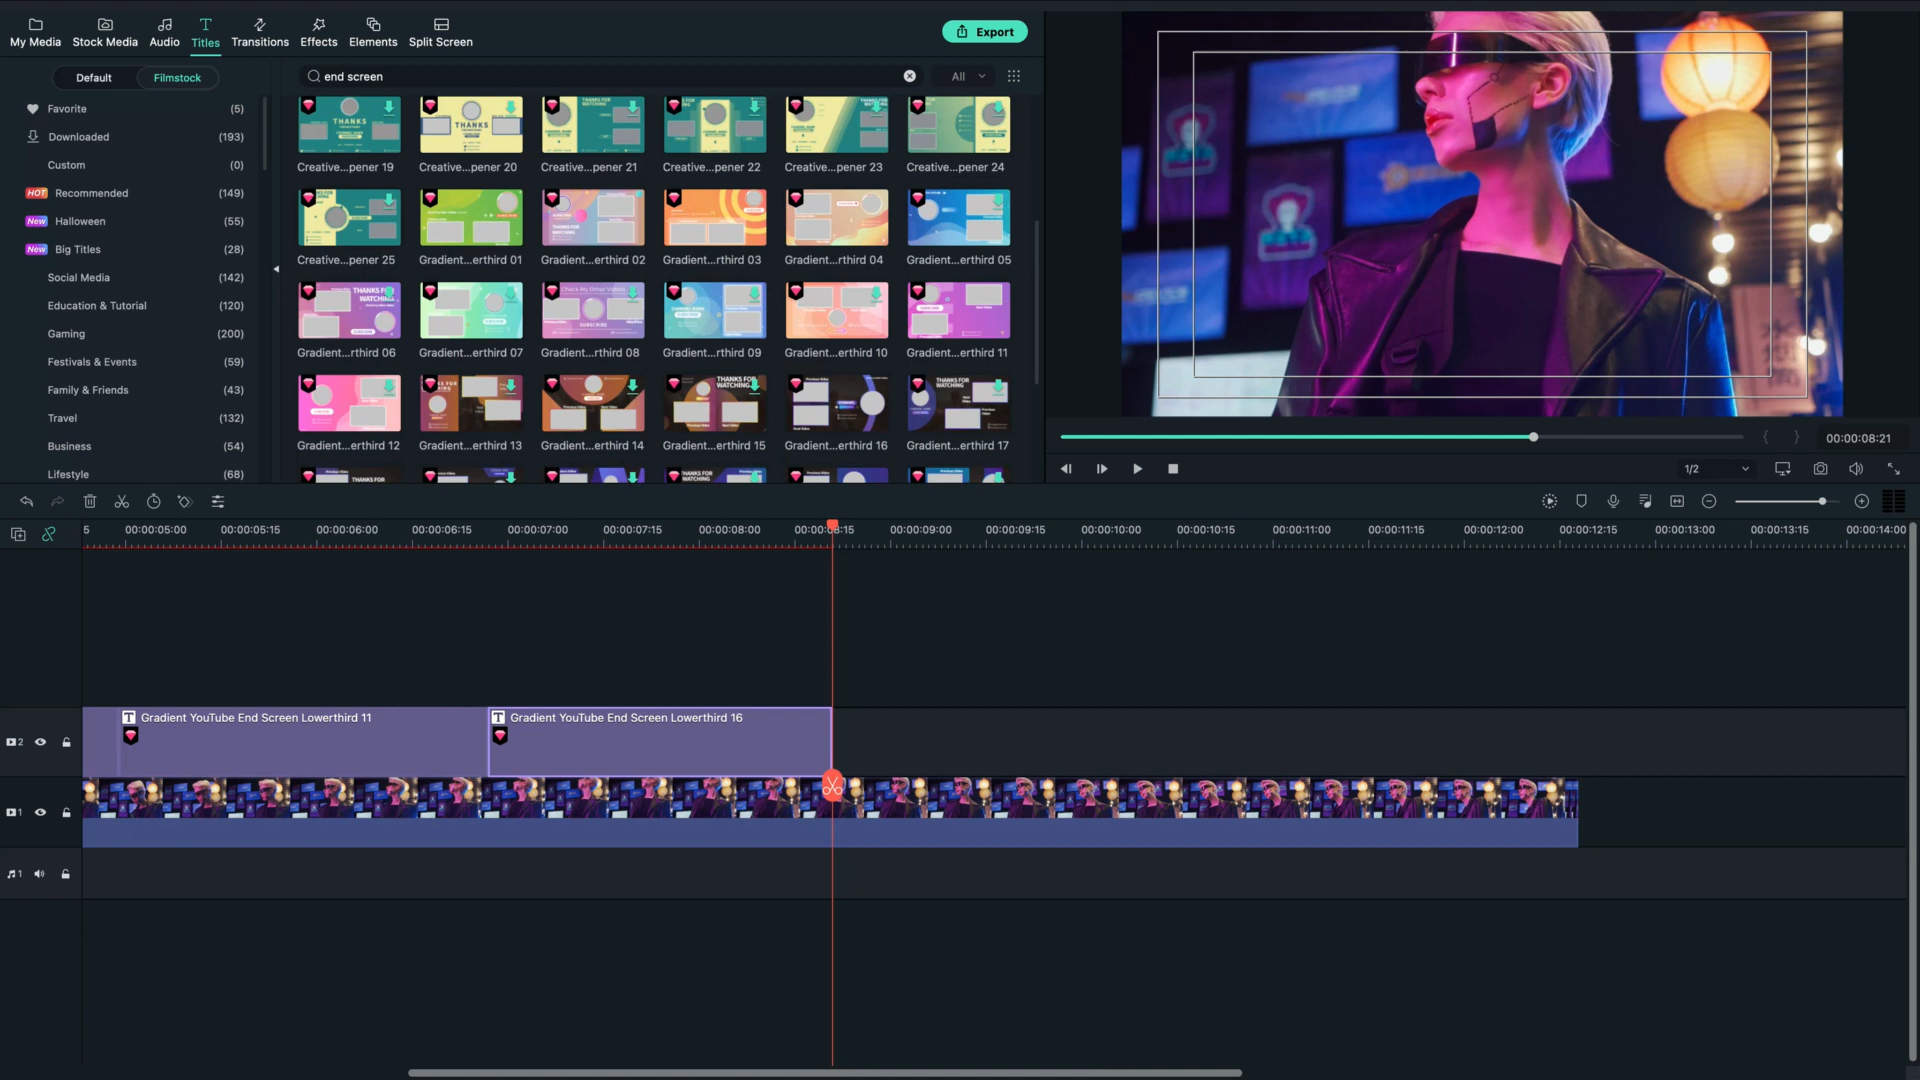 My Media
Stock Media
Audio
Titles
Transitions
Effects
Elements
Split Screen
Export
Default
Filmstock
end screen
All
Favorite (5)
Downloaded (193)
Custom (0)
HOT Recommended (149)
New Halloween (55)
New Big Titles (28)
Social Media (142)
Education & Tutorial (120)
Gaming (200)
Festivals & Events (59)
Family & Friends (43)
Travel (132)
Business (54)
Lifestyle (68)
Creative...pener 19
Creative...pener 20
Creative...pener 21
Creative...pener 22
Creative...pener 23
Creative...pener 24
Creative...pener 25
Gradient...erthird 01
Gradient...erthird 02
Gradient...rthird 03
Gradient...rthird 04
Gradient...erthird 05
Gradient...rthird 06
Gradient...erthird 07
Gradient...rthird 08
Gradient...rthird 09
Gradient...erthird 10
Gradient...erthird 11
Gradient...erthird 12
Gradient...erthird 13
Gradient...erthird 14
Gradient...erthird 15
Gradient...erthird 16
Gradient...erthird 17
00:00:08:21
1/2
5
00:00:05:00
00:00:05:15
00:00:06:00
00:00:06:15
00:00:07:00
00:00:07:15
00:00:08:00
00:00:08:15
00:00:09:00
00:00:09:15
00:00:10:00
00:00:10:15
00:00:11:00
00:00:11:15
00:00:12:00
00:00:12:15
00:00:13:00
00:00:13:15
00:00:14:00
2
T Gradient YouTube End Screen Lowerthird 11
T Gradient YouTube End Screen Lowerthird 16
1
1